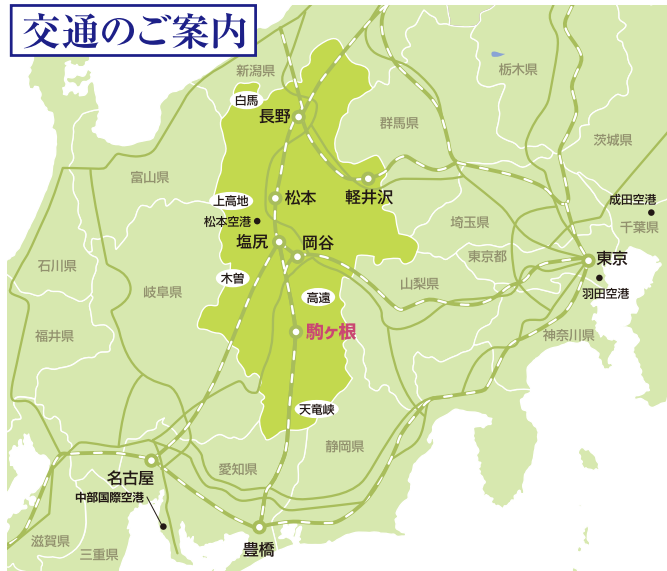 交通のご案内
新潟県
栃木県
白馬
長野
群馬県
茨城県
富山県
上高地
松本
軽井沢
成田空港
松本空港
埼玉県
千葉県
塩尻
岡谷
東京都
東京
石川県
木曽
岐阜県
高遠
山梨県
羽田空港
福井県
駒ヶ根
神奈川県
天竜峡
静岡県
愛知県
名古屋
中部国際空港
滋賀県
三重県
豊橋